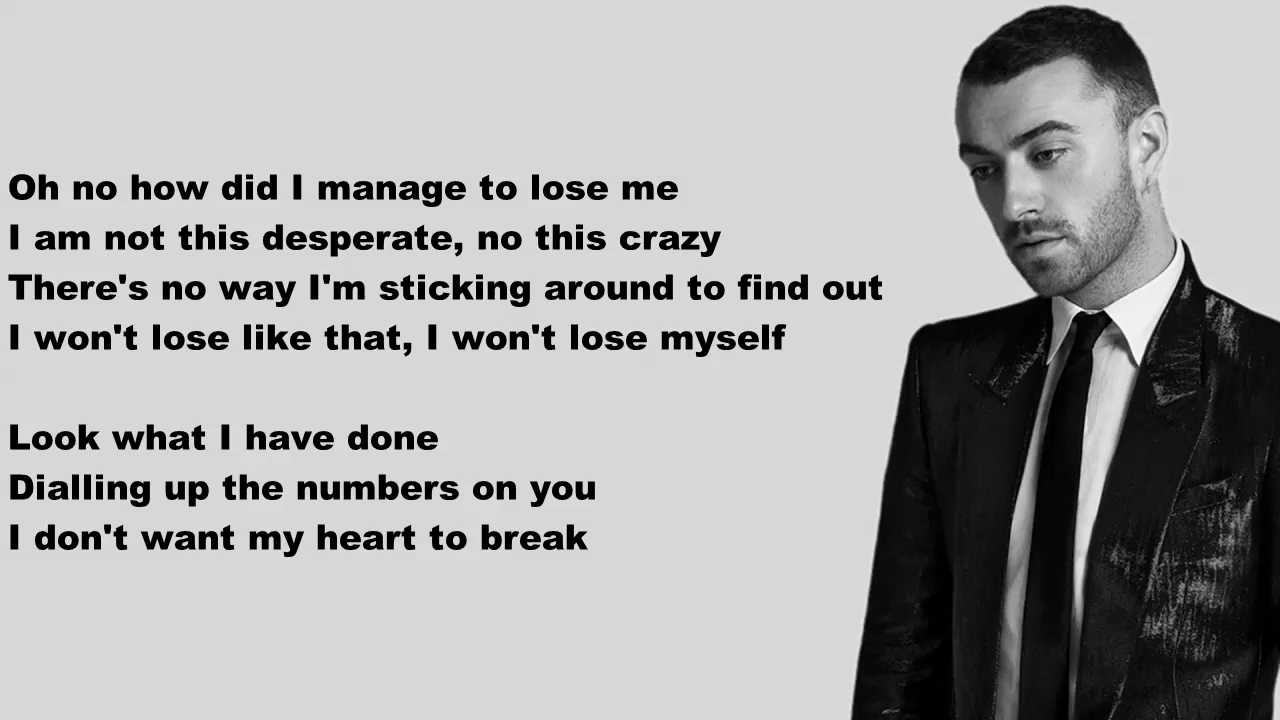 Oh no how did I manage to lose me
I am not this desperate, no this crazy
There's no way I'm sticking around to find out
I won't lose like that, I won't lose myself
Look what I have done
Dialling up the numbers on you
I don't want my heart to break